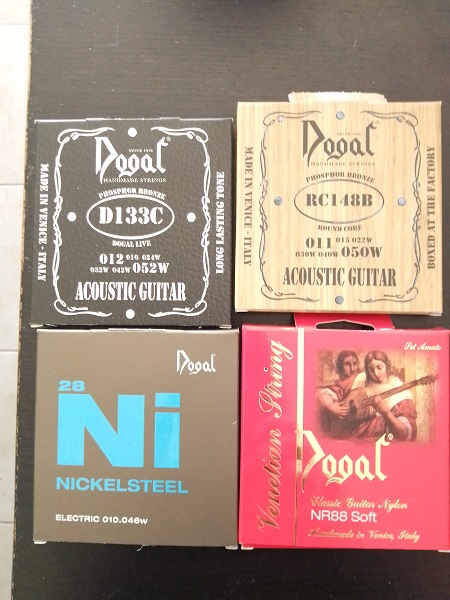 SINCE 1950
Dogal
HANDMADE STRINGS
PHOSPHOR BRONZE
D133C
DOGAL LIVE
012 016 024W
032W 042W 052W
ACOUSTIC GUITAR
MADE IN VENICE - ITALY
LONG LASTING TONE
SINCE 1950
Dogal
HANDMADE STRINGS
PHOSPHOR BRONZE
RC148B
ROUND CORE
011 015 022W
030W 040W 050W
ACOUSTIC GUITAR
MADE IN VENICE - ITALY
BOXED AT THE FACTORY
Dogal
28
Ni
NICKELSTEEL
ELECTRIC 010.046W
Venetian String
Dogal
Classic Guitar Nylon
NR88 Soft
Handmade in Venice, Italy